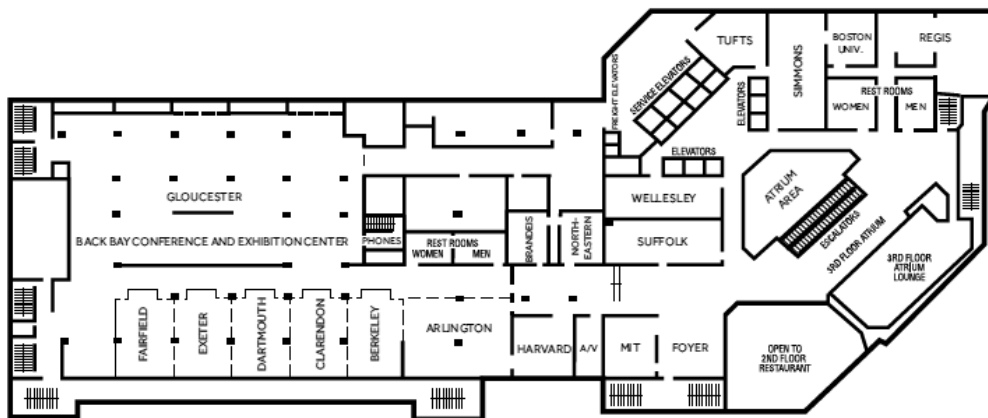 TUFTS
BOSTON
UNIV.
REGIS
SIMMONS
FREIGHT ELEVATORS
SERVICE ELEVATORS
ELEVATORS
REST ROOMS
WOMEN
MEN
ELEVATORS
ATRIUM
AREA
ESCALATORS
3RD FLOOR ATRIUM
3RD FLOOR
ATRIUM
LOUNGE
WELLESLEY
SUFFOLK
GLOUCESTER
BACK BAY CONFERENCE AND EXHIBITION CENTER
PHONES
REST ROOMS
WOMEN
MEN
BRANDEIS
NORTH-
EASTERN
FAIRFIELD
EXETER
DARTMOUTH
CLARENDON
BERKELEY
ARLINGTON
HARVARD
A/V
MIT
FOYER
OPEN TO
2ND FLOOR
RESTAURANT